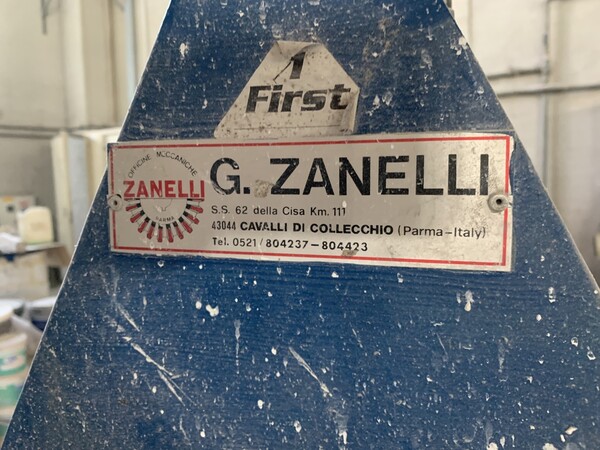 1
First
OFFICINE MECCANICHE
ZANELLI
PARMA
G. ZANELLI
S.S. 62 della Cisa Km. 111
43044 CAVALLI DI COLLECCHIO (Parma-Italy)
Tel. 0521/804237-804423